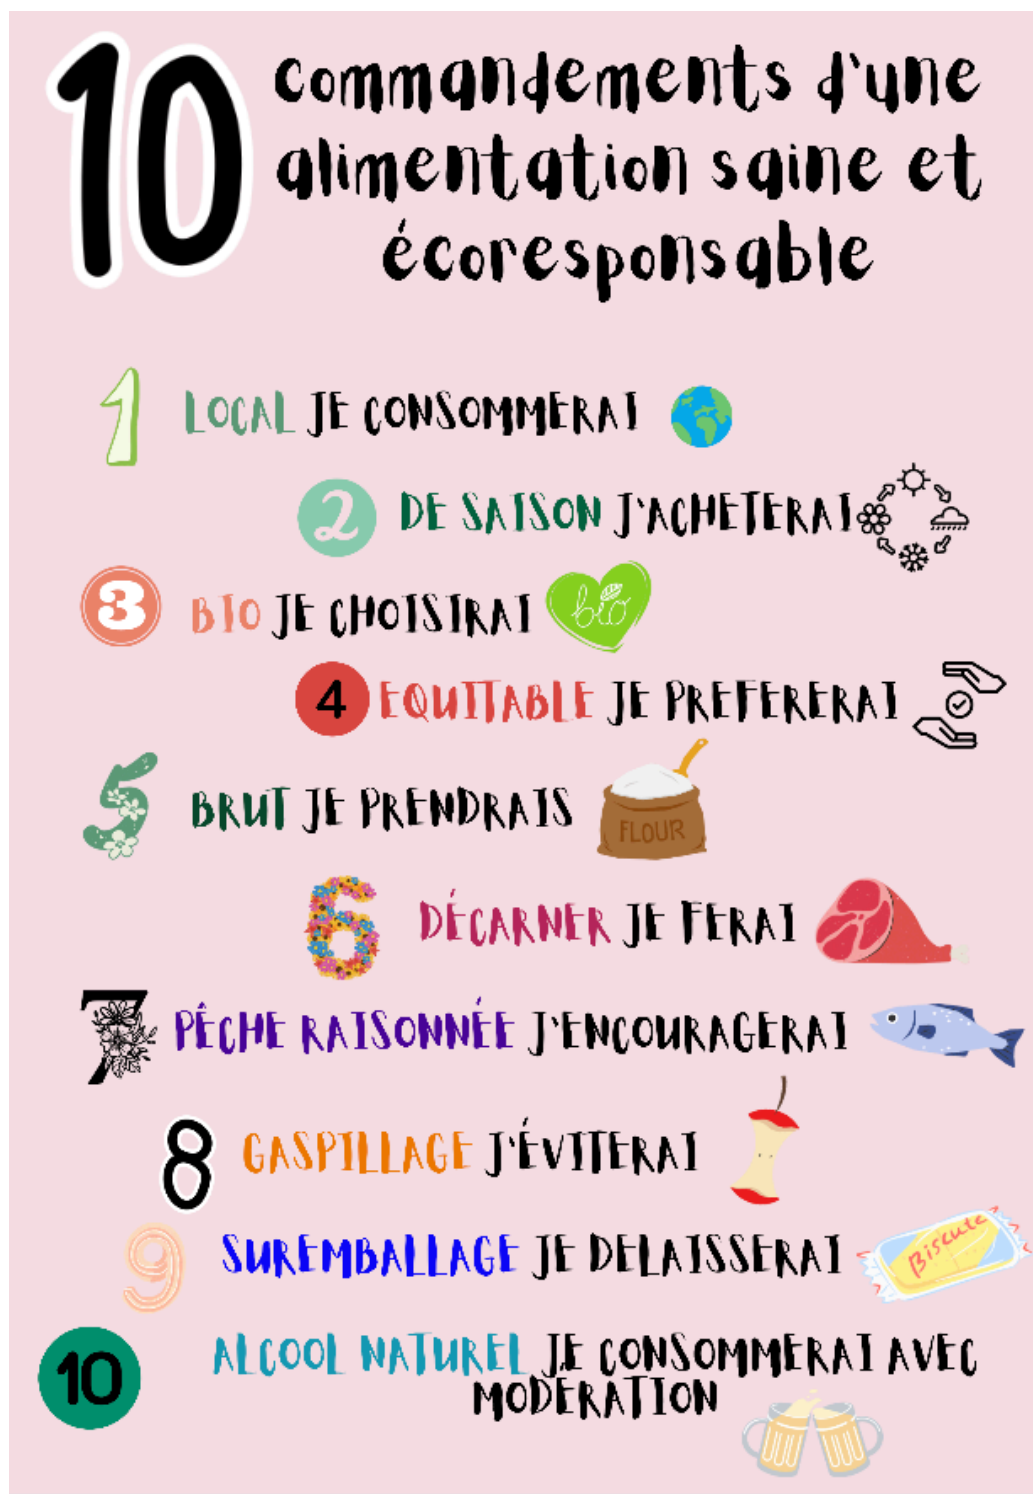 10
commandements d'une
alimentation saine et
écoresponsable
1 LOCAL JE CONSOMMERAI
2 DE SAISON J'ACHETERAI
3 BIO JE CHOISIRAI bio
4 EQUITABLE JE PREFERERAI
5 BRUT JE PRENDRAIS FLOUR
6 DÉCARNER JE FERAI
7 PÊCHE RAISONNÉE J'ENCOURAGERAI
8 GASPILLAGE J'ÉVITERAI
9 SUREMBALLAGE JE DELAISSERAI Biscute
10 ALCOOL NATUREL JE CONSOMMERAI AVEC
MODÉRATION